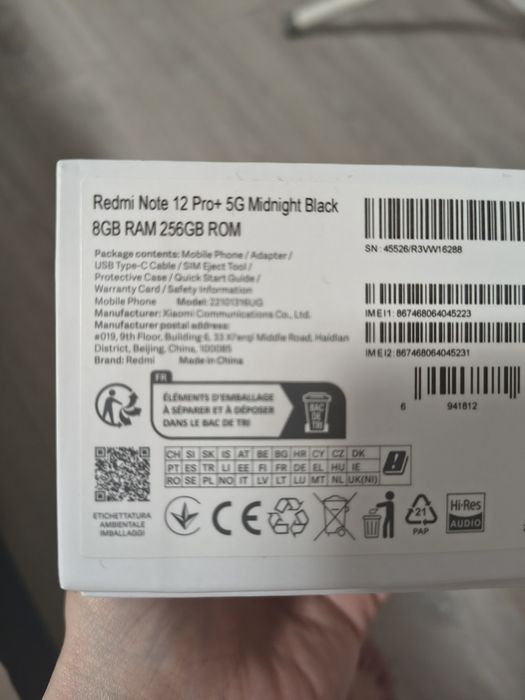 Redmi Note 12 Pro+ 5G Midnight Black
8GB RAM 256GB ROM
Package contents: Mobile Phone / Adapter /
USB Type-C Cable / SIM Eject Tool /
Protective Case / Quick Start Guide /
Warranty Card / Safety Information
Mobile Phone Model: 22101316UG
Manufacturer: Xiaomi Communications Co., Ltd.
Manufacturer postal address:
#019, 9th Floor, Building 6, 33 Xi'erqi Middle Road, Haidian
District, Beijing, China, 100085
Brand: Redmi Made in China
SN: 45526/R3VW16288
IMEI1: 867468064045223
IMEI2: 867468064045231
6 941812
FR
ÉLÉMENTS D'EMBALLAGE
À SÉPARER ET À DÉPOSER
DANS LE BAC DE TRI
BAC
DE
TRI
CH SI SK IS AT BE BG HR CY CZ DK
PT ES TR LI EE FI FR DE EL HU IE
RO SE PL NO IT LV LT LU MT NL UK(NI)
ETICHETTATURA
AMBIENTALE
IMBALLAGGI
CE
21
PAP
Hi-Res
AUDIO